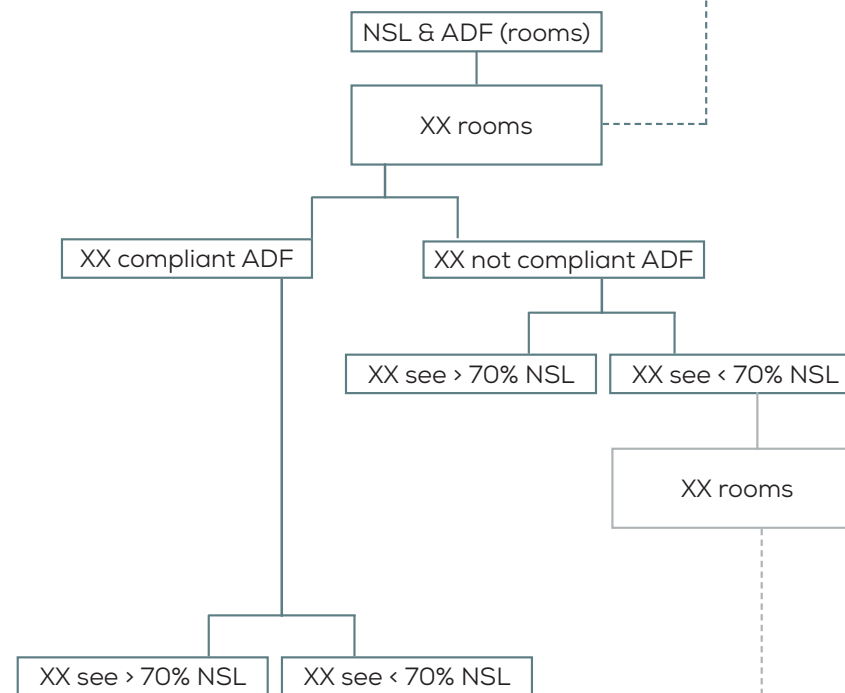 NSL & ADF (rooms)
XX rooms
XX compliant ADF
XX not compliant ADF
XX see > 70% NSL
XX see < 70% NSL
XX rooms
XX see > 70% NSL
XX see < 70% NSL